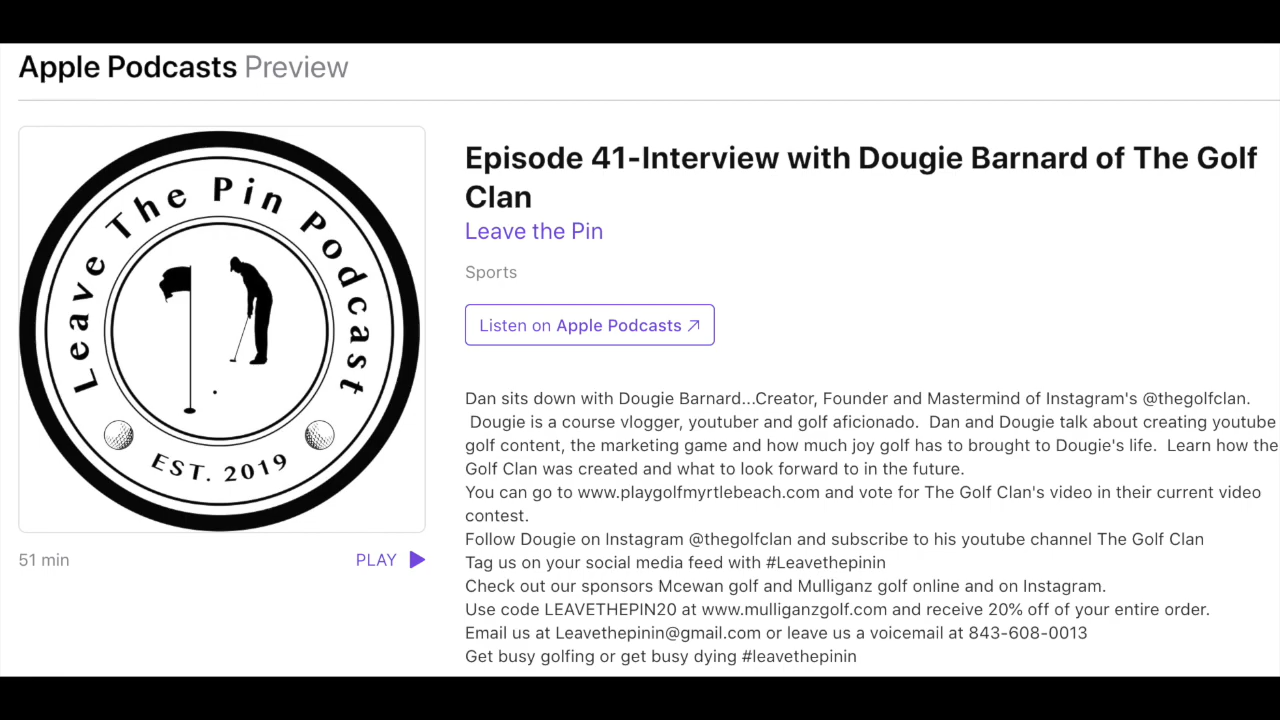 Apple Podcasts Preview
Leave The Pin Podcast
EST. 2019
51 min
PLAY
Episode 41-Interview with Dougie Barnard of The Golf
Clan
Leave the Pin
Sports
Listen on Apple Podcasts
Dan sits down with Dougie Barnard...Creator, Founder and Mastermind of Instagram's @thegolfclan.
Dougie is a course vlogger, youtuber and golf aficionado.  Dan and Dougie talk about creating youtube
golf content, the marketing game and how much joy golf has to brought to Dougie's life.  Learn how the
Golf Clan was created and what to look forward to in the future.
You can go to www.playgolfmyrtlebeach.com and vote for The Golf Clan's video in their current video
contest.
Follow Dougie on Instagram @thegolfclan and subscribe to his youtube channel The Golf Clan
Tag us on your social media feed with #Leavethepinin
Check out our sponsors Mcewan golf and Mulliganz golf online and on Instagram.
Use code LEAVETHEPIN20 at www.mulliganzgolf.com and receive 20% off of your entire order.
Email us at Leavethepinin@gmail.com or leave us a voicemail at 843-608-0013
Get busy golfing or get busy dying #leavethepinin